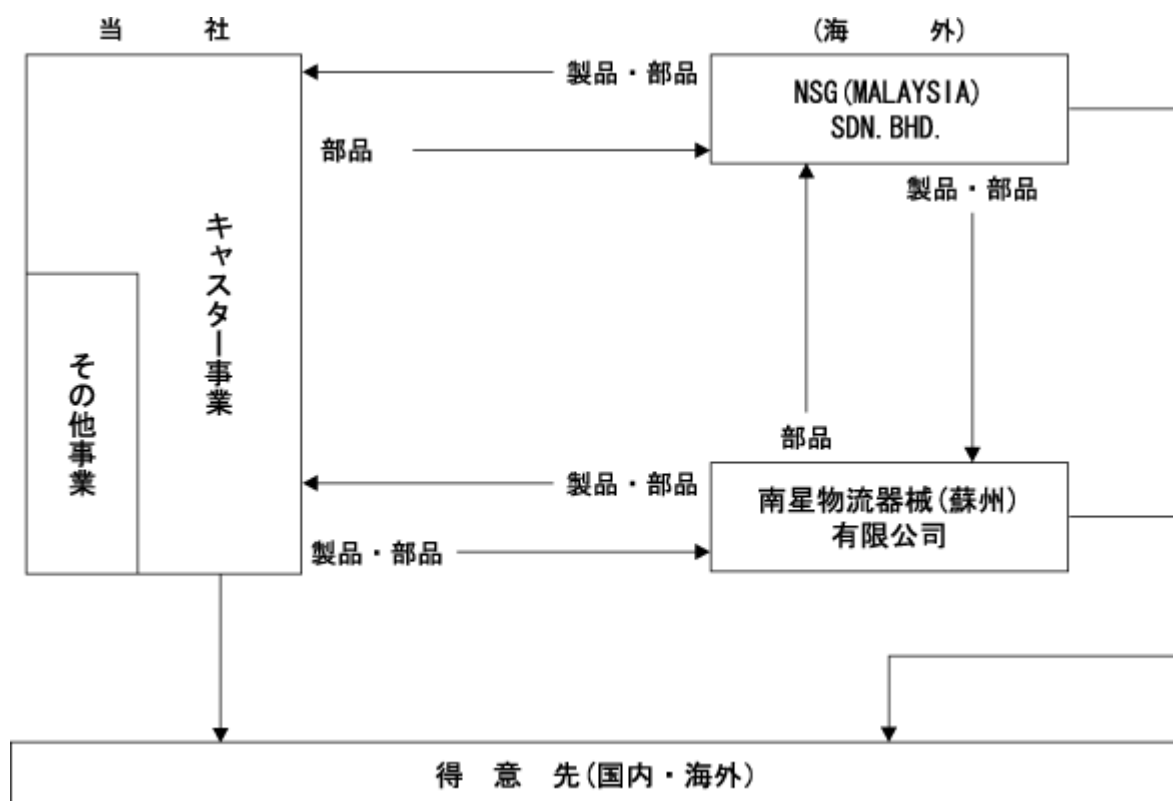 当　社
(海　外)
製品・部品
NSG(MALAYSIA)
SDN. BHD.
部品
製品・部品
キャスター事業
その他事業
部品
製品・部品
南星物流器械(蘇州)
有限公司
製品・部品
得　意　先(国内・海外)